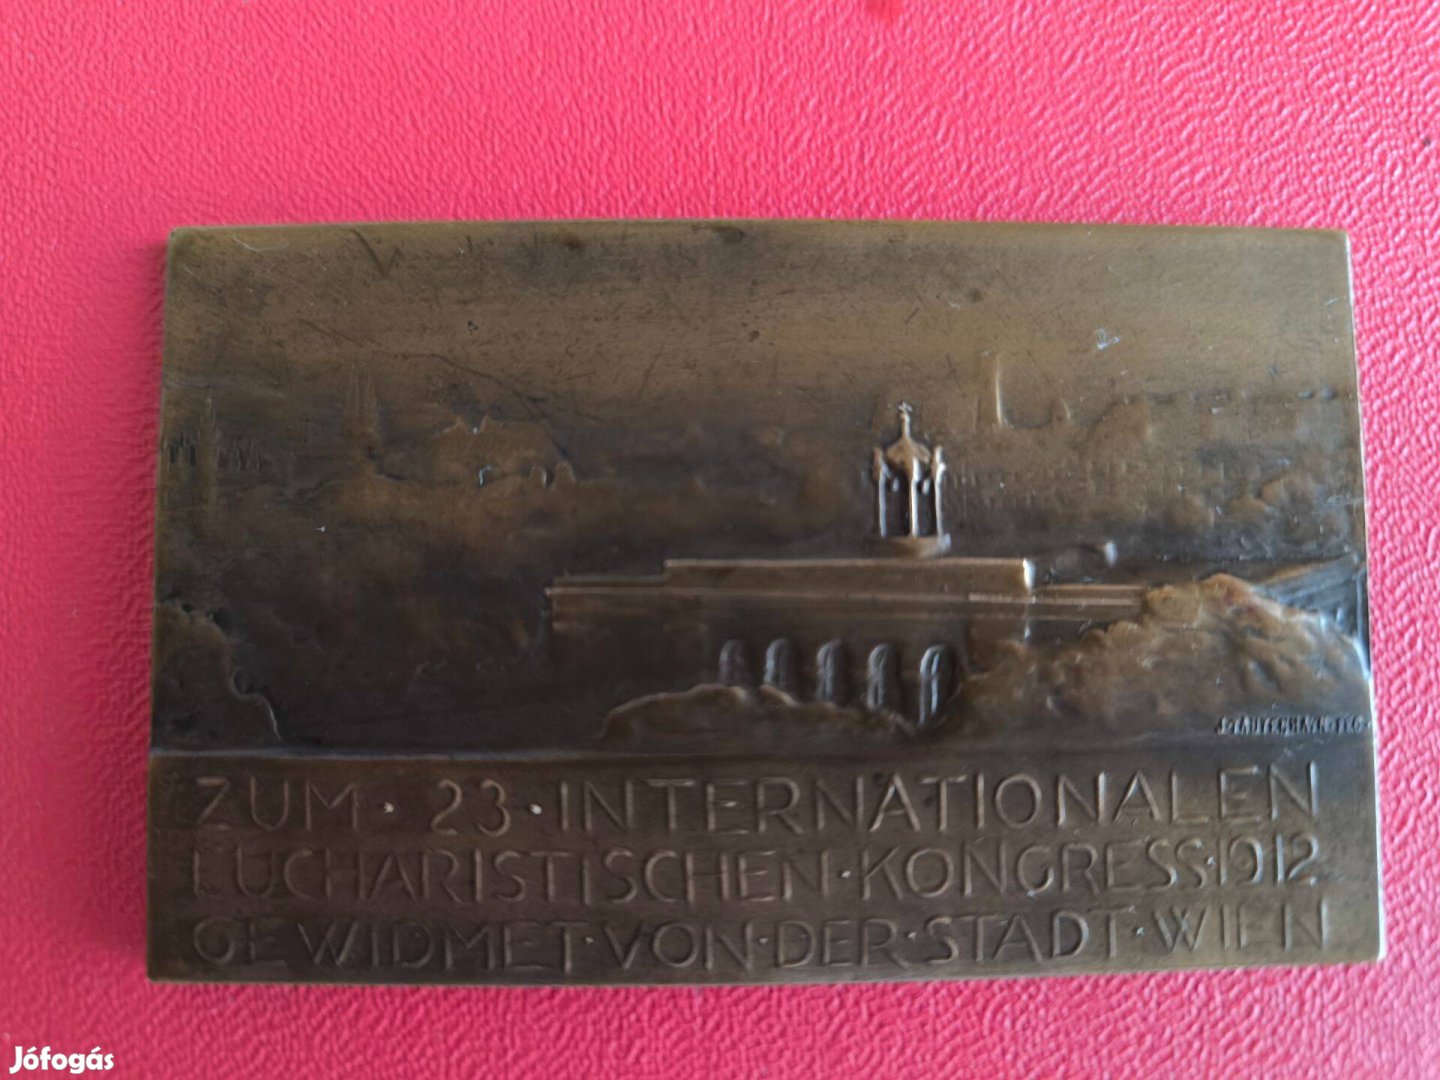 ZUM · 23 · INTERNATIONALEN
EUCHARISTISCHEN · KONGRESS · 1912
GEWIDMET · VON · DER · STADT · WIEN
Jófogás